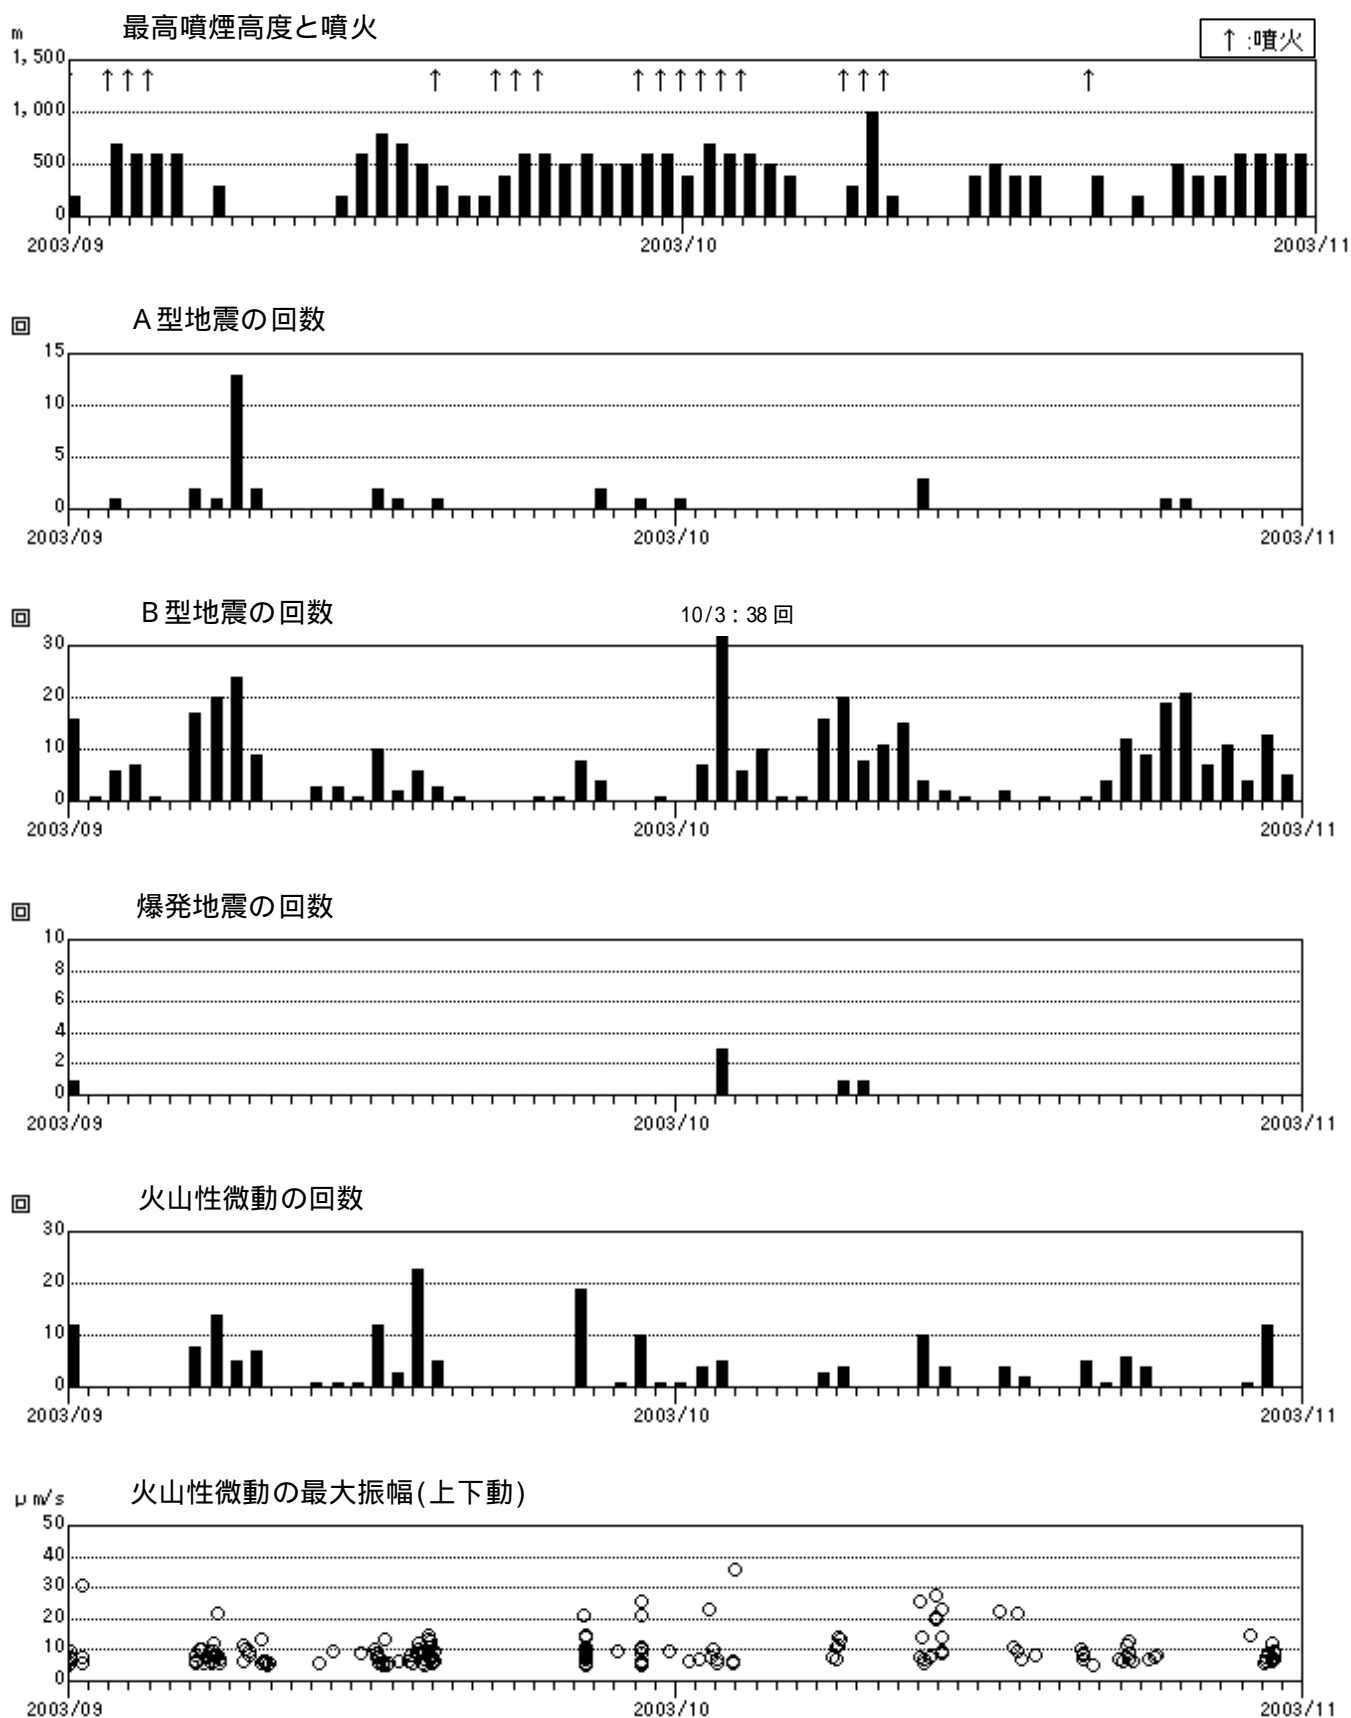 最高噴煙高度と噴火
m
↑:噴火
1,500
↑ ↑ ↑ ↑ ↑ ↑ ↑ ↑ ↑ ↑ ↑ ↑ ↑ ↑ ↑ ↑ ↑
1,000
500
0
2003/09 2003/10 2003/11
回 A型地震の回数
15
10
5
0
2003/09 2003/10 2003/11
回 B型地震の回数 10/3:38回
30
20
10
0
2003/09 2003/10 2003/11
回 爆発地震の回数
10
8
6
4
2
0
2003/09 2003/10 2003/11
回 火山性微動の回数
30
20
10
0
2003/09 2003/10 2003/11
μm/s 火山性微動の最大振幅(上下動)
50
40
30
20
10
0
2003/09 2003/10 2003/11